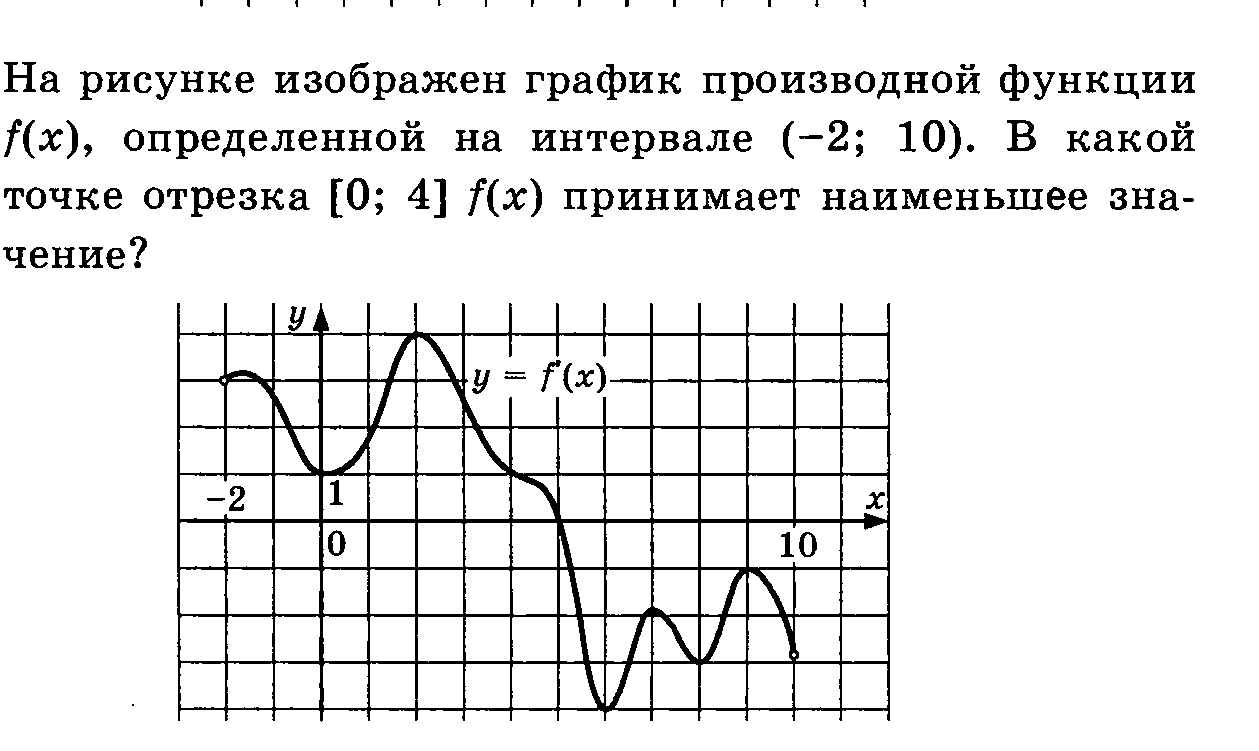 На рисунке изображен график производной функции
f(x), определенной на интервале (−2; 10). В какой
точке отрезка [0; 4] f(x) принимает наименьшее зна-
чение?
y
y = f'(x)
−2
1
x
0
10